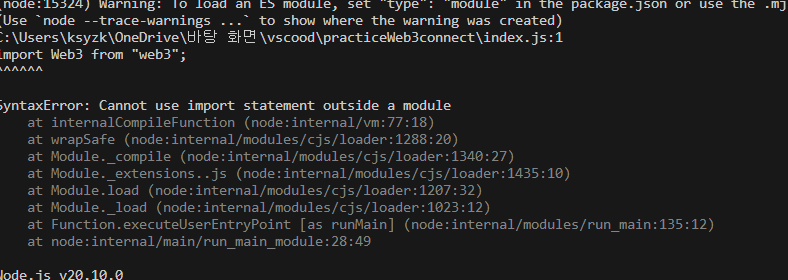 (node:15324) Warning: To load an ES module, set "type": "module" in the package.json or use the .mj
(Use `node --trace-warnings ...` to show where the warning was created)
C:\Users\ksyzk\OneDrive\바탕 화면\vscood\practiceWeb3connect\index.js:1
import Web3 from "web3";
^^^^^^
SyntaxError: Cannot use import statement outside a module
    at internalCompileFunction (node:internal/vm:77:18)
    at wrapSafe (node:internal/modules/cjs/loader:1288:20)
    at Module._compile (node:internal/modules/cjs/loader:1340:27)
    at Module._extensions..js (node:internal/modules/cjs/loader:1435:10)
    at Module.load (node:internal/modules/cjs/loader:1207:32)
    at Module._load (node:internal/modules/cjs/loader:1023:12)
    at Function.executeUserEntryPoint [as runMain] (node:internal/modules/run_main:135:12)
    at node:internal/main/run_main_module:28:49
Node.js v20.10.0